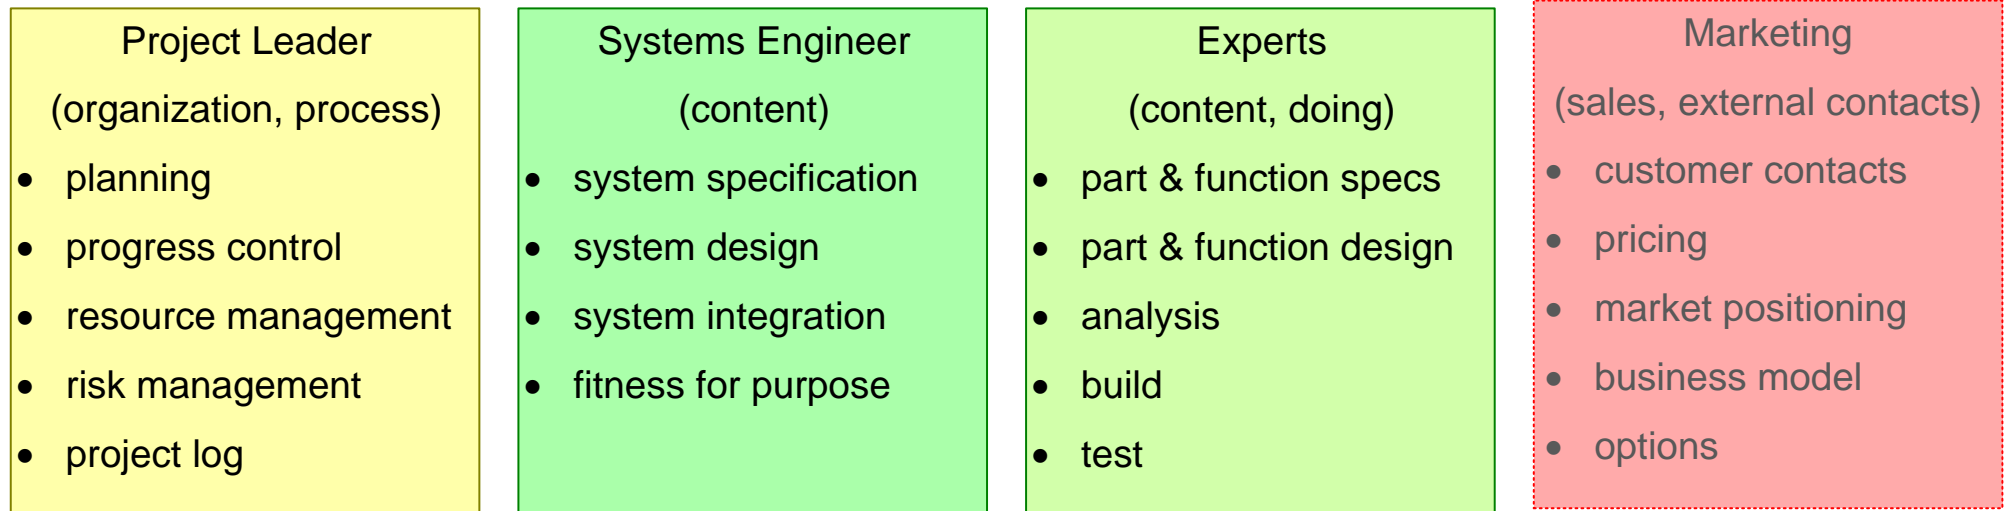 Project Leader
(organization, process)
• planning
• progress control
• resource management
• risk management
• project log
Systems Engineer
(content)
• system specification
• system design
• system integration
• fitness for purpose
Experts
(content, doing)
• part & function specs
• part & function design
• analysis
• build
• test
Marketing
(sales, external contacts)
• customer contacts
• pricing
• market positioning
• business model
• options